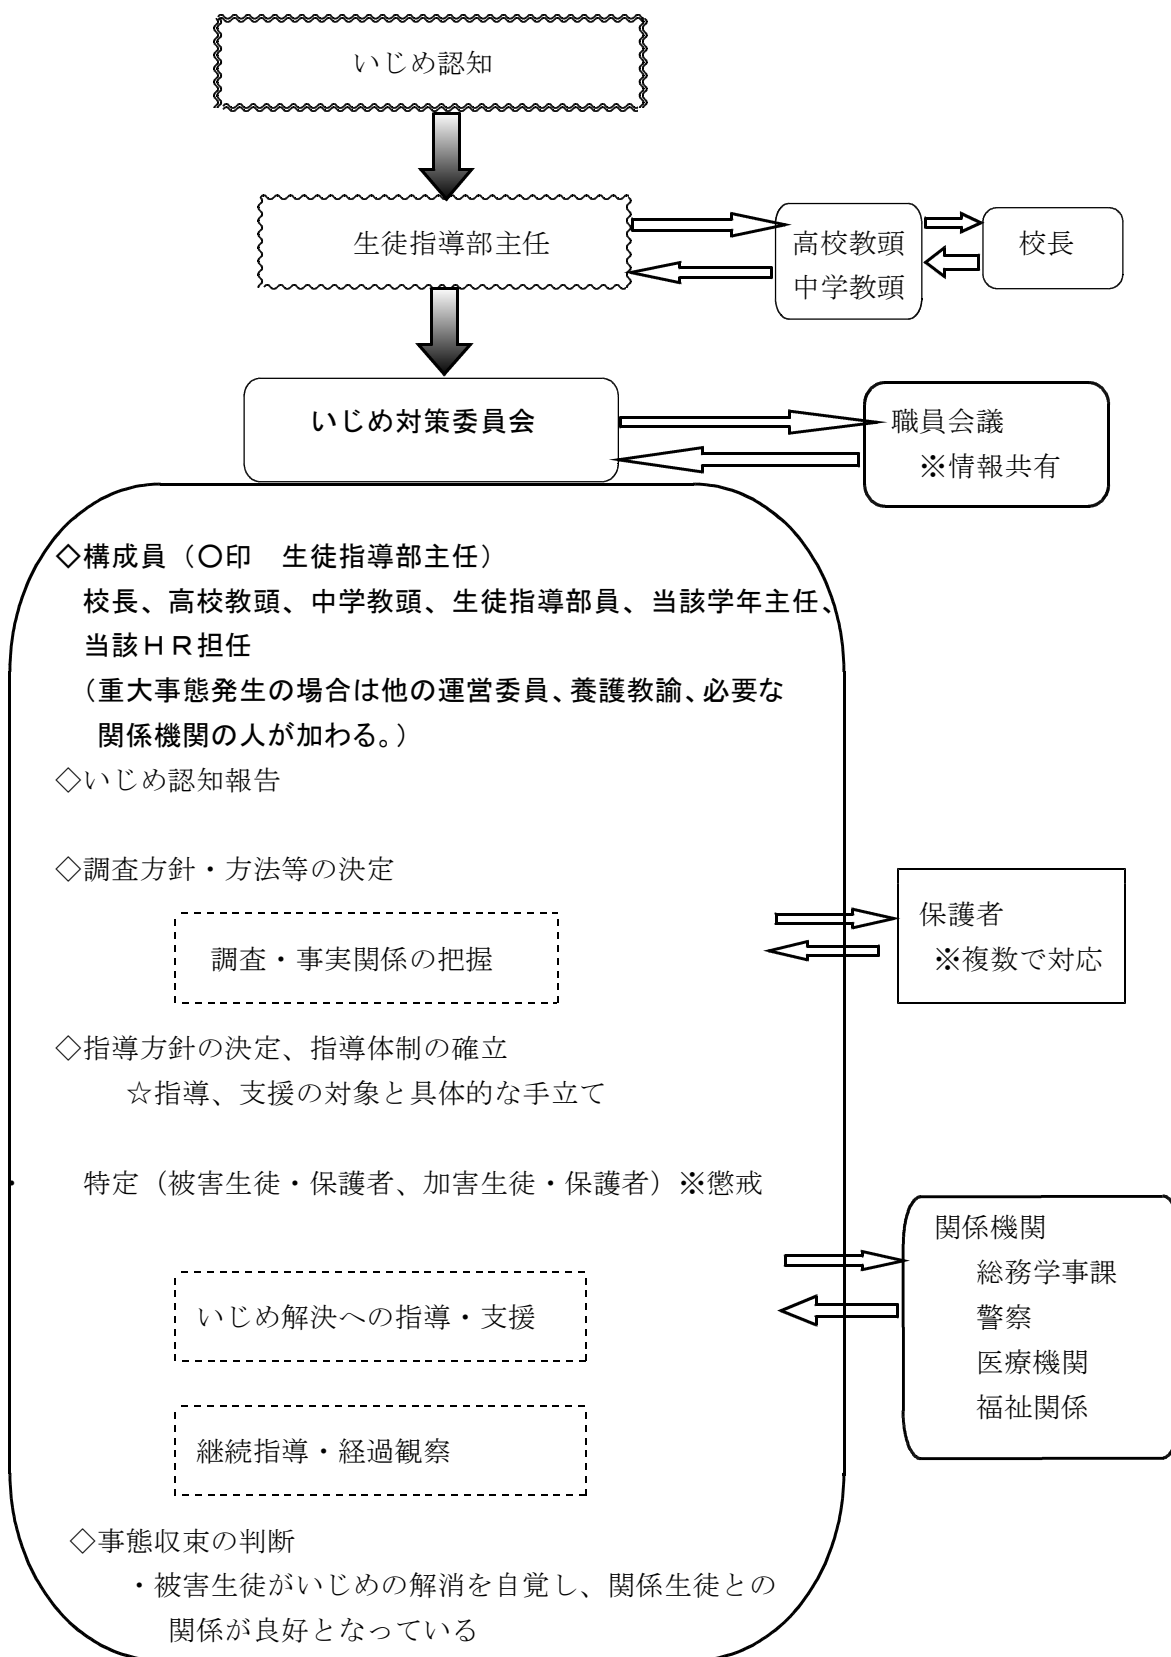 いじめ認知
生徒指導部主任
高校教頭
中学教頭
校長
いじめ対策委員会
職員会議
※情報共有
◇構成員（〇印　生徒指導部主任）
校長、高校教頭、中学教頭、生徒指導部員、当該学年主任、
当該ＨＲ担任
（重大事態発生の場合は他の運営委員、養護教諭、必要な
関係機関の人が加わる。）
◇いじめ認知報告
◇調査方針・方法等の決定
調査・事実関係の把握
保護者
※複数で対応
◇指導方針の決定、指導体制の確立
☆指導、支援の対象と具体的な手立て
特定（被害生徒・保護者、加害生徒・保護者）※懲戒
関係機関
総務学事課
警察
医療機関
福祉関係
いじめ解決への指導・支援
継続指導・経過観察
◇事態収束の判断
・被害生徒がいじめの解消を自覚し、関係生徒との
関係が良好となっている